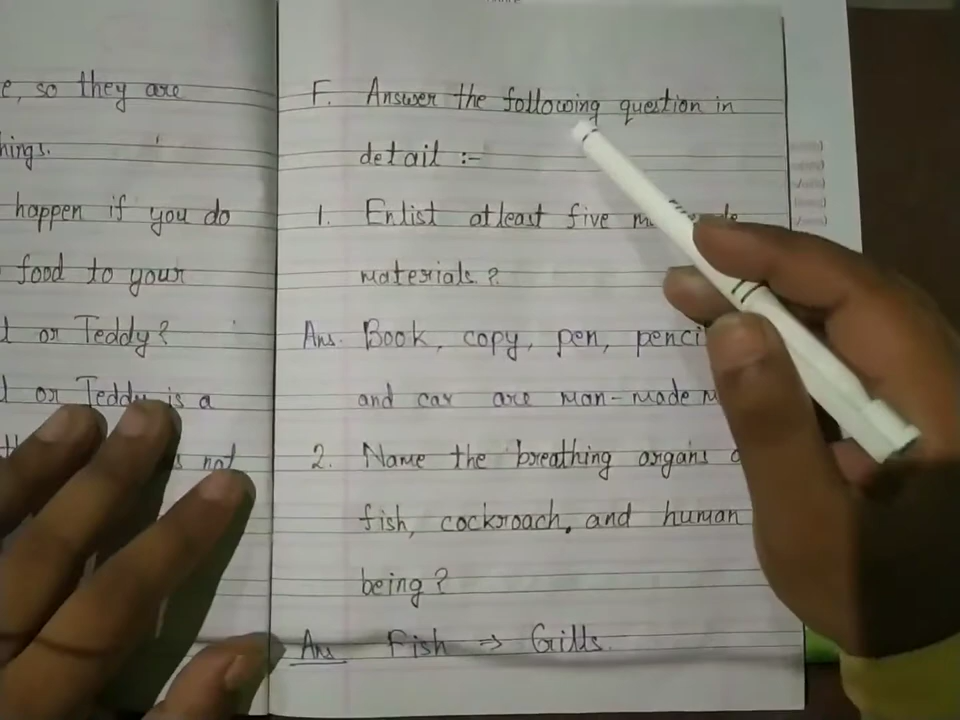 e, so they are
hings.
happen if you do
food to your
or Teddy?
or Teddy is a
not
F. Answer the following question in
detail :-
1. Enlist atleast five
materials ?
Ans. Book, copy, pen,
and car are man-made
2. Name the breathing organs
fish, cockroach, and human
being ?
Ans Fish → Gills.